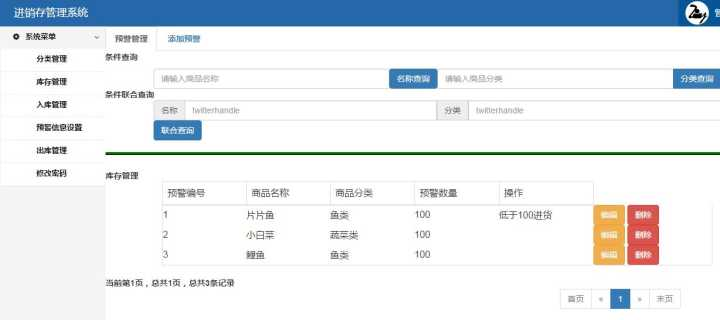 进销存管理系统
系统菜单
分类管理
库存管理
入库管理
预警信息设置
出库管理
修改密码
预警管理 添加预警
条件查询
请输入商品名称 名称查询 请输入商品分类 分类查询
条件联合查询
名称 twitterhandle 分类 twitterhandle
联合查询
库存管理
预警编号 商品名称 商品分类 预警数量 操作
1 片片鱼 鱼类 100 低于100进货 编辑 删除
2 小白菜 蔬菜类 100 编辑 删除
3 鲤鱼 鱼类 100 编辑 删除
当前第1页，总共1页，总共3条记录
首页 « 1 » 末页